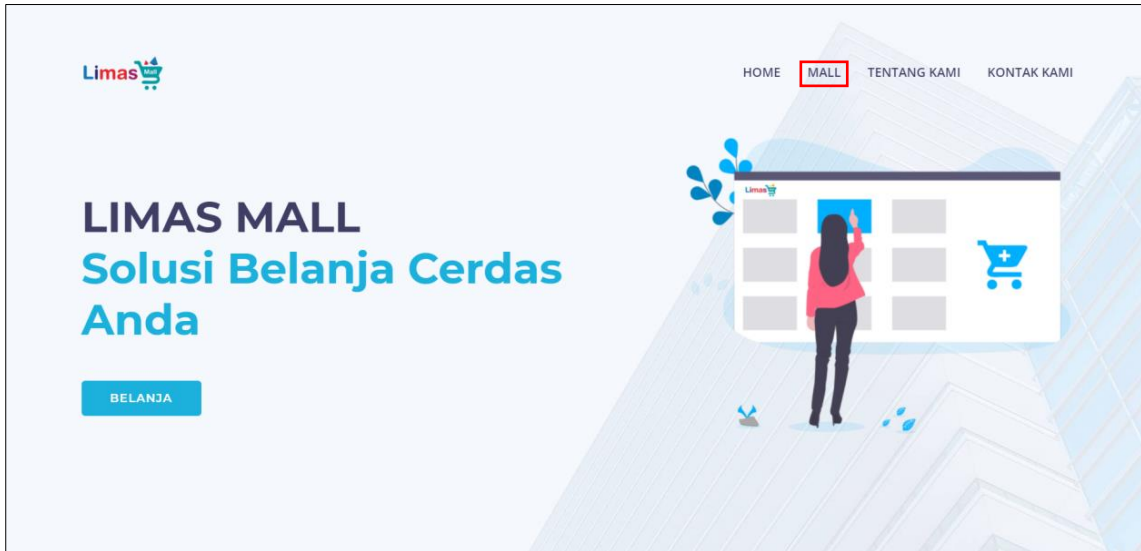 Limas Mall
HOME MALL TENTANG KAMI KONTAK KAMI
LIMAS MALL
Solusi Belanja Cerdas
Anda
BELANJA
Limas